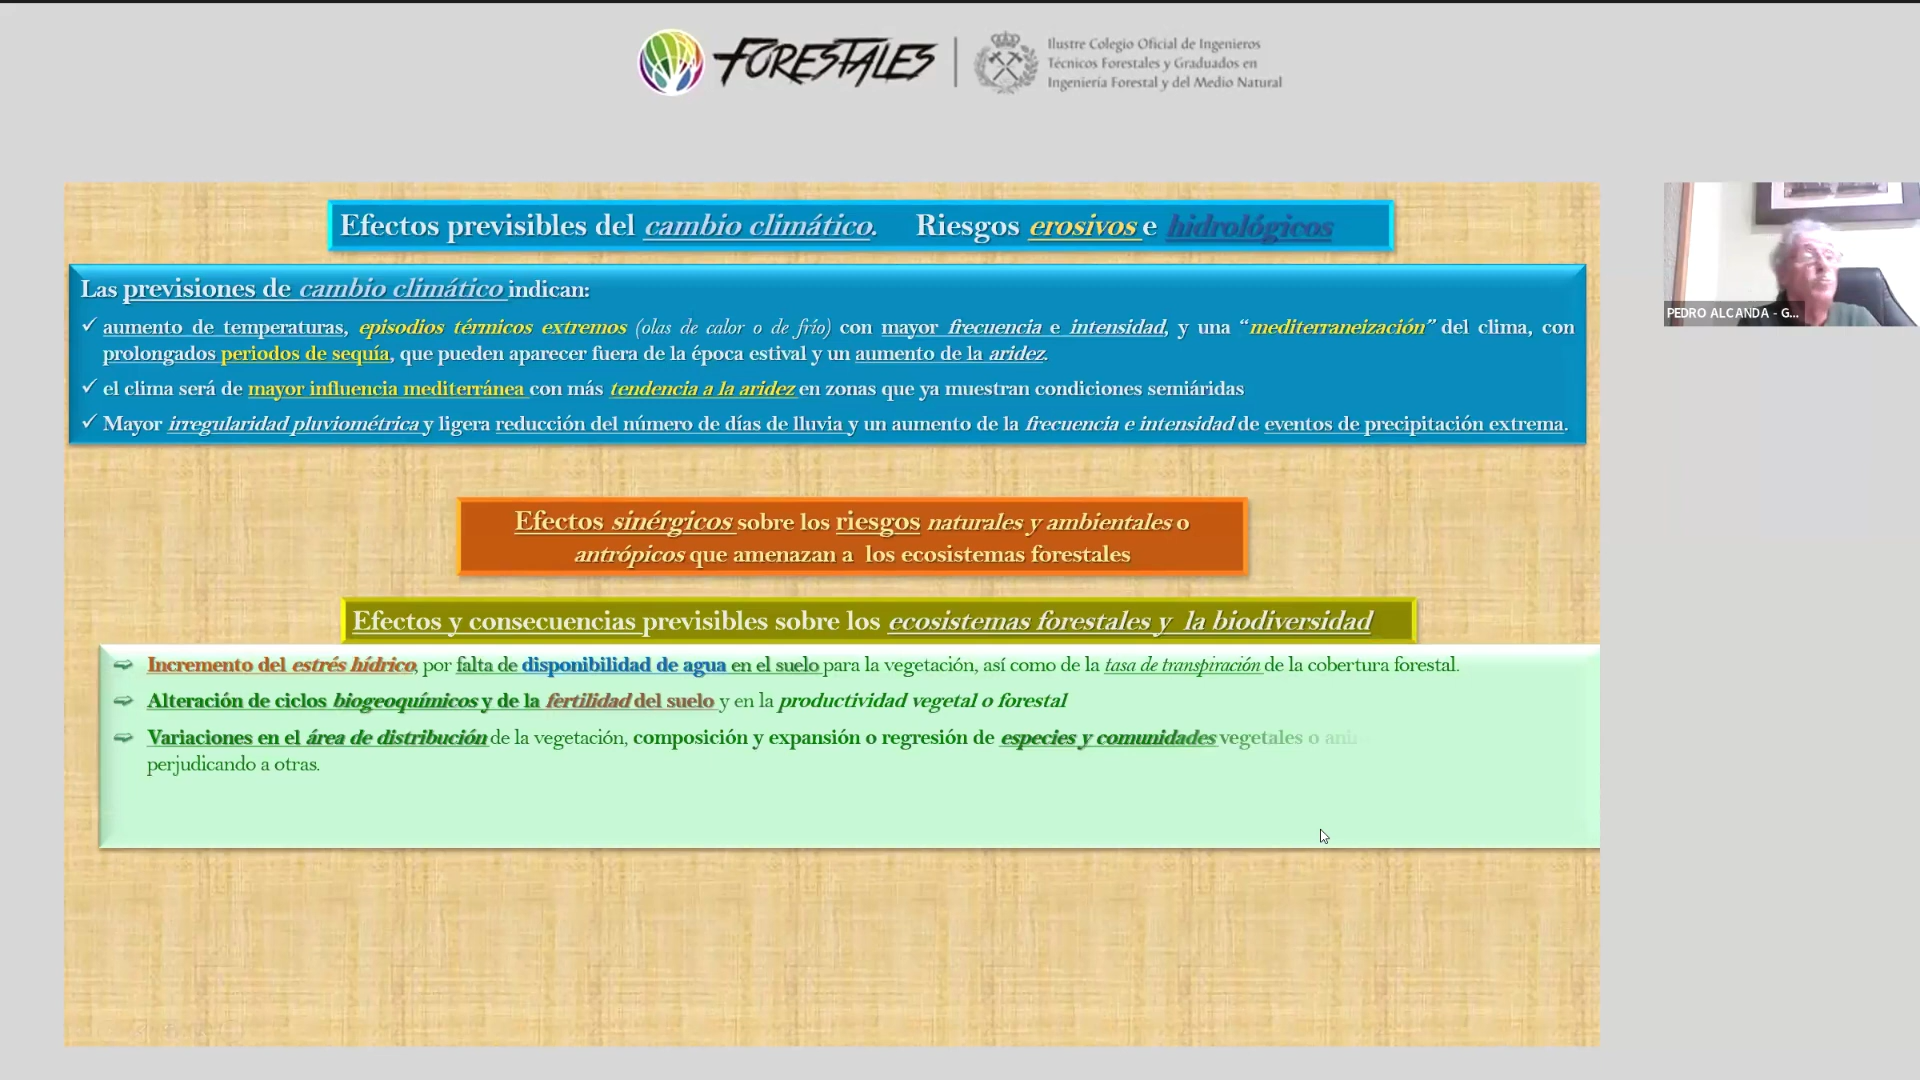 FORESTALES
Ilustre Colegio Oficial de Ingenieros
Técnicos Forestales y Graduados en
Ingeniería Forestal y del Medio Natural
Efectos previsibles del cambio climático. Riesgos erosivos e hidrológicos
PEDRO ALCANDA - G...
Las previsiones de cambio climático indican:
✓ aumento de temperaturas, episodios térmicos extremos (olas de calor o de frío) con mayor frecuencia e intensidad, y una “mediterraneización” del clima, con
prolongados periodos de sequía, que pueden aparecer fuera de la época estival y un aumento de la aridez.
✓ el clima será de mayor influencia mediterránea con más tendencia a la aridez en zonas que ya muestran condiciones semiáridas
✓ Mayor irregularidad pluviométrica y ligera reducción del número de días de lluvia y un aumento de la frecuencia e intensidad de eventos de precipitación extrema.
Efectos sinérgicos sobre los riesgos naturales y ambientales o
antrópicos que amenazan a los ecosistemas forestales
Efectos y consecuencias previsibles sobre los ecosistemas forestales y la biodiversidad
Incremento del estrés hídrico, por falta de disponibilidad de agua en el suelo para la vegetación, así como de la tasa de transpiración de la cobertura forestal.
Alteración de ciclos biogeoquímicos y de la fertilidad del suelo y en la productividad vegetal o forestal
Variaciones en el área de distribución de la vegetación, composición y expansión o regresión de especies y comunidades vegetales o
perjudicando a otras.